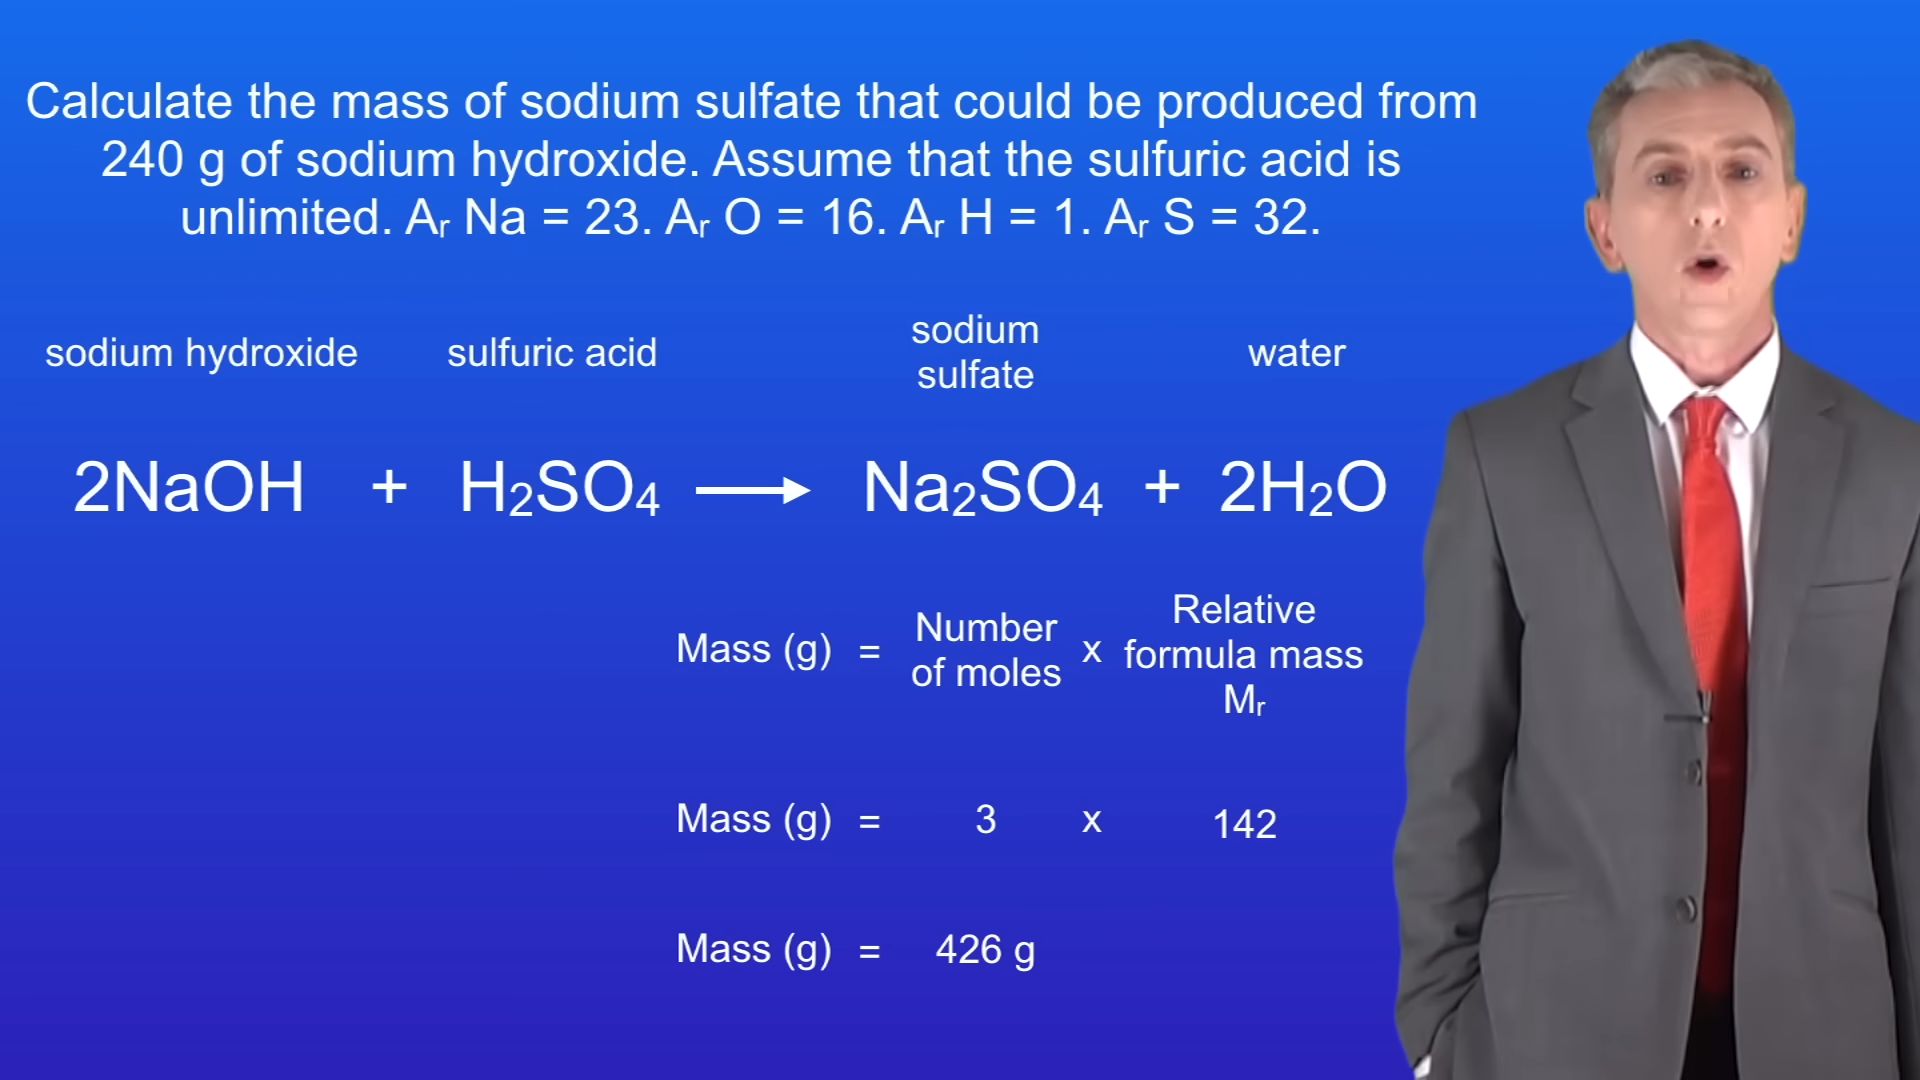 Calculate the mass of sodium sulfate that could be produced from
240 g of sodium hydroxide. Assume that the sulfuric acid is
unlimited. Aᵣ Na = 23. Aᵣ O = 16. Aᵣ H = 1. Aᵣ S = 32.
sodium hydroxide sulfuric acid sodium sulfate water
2NaOH + H₂SO₄ ⟶ Na₂SO₄ + 2H₂O
Mass (g) = Number of moles x Relative formula mass Mᵣ
Mass (g) = 3 x 142
Mass (g) = 426 g